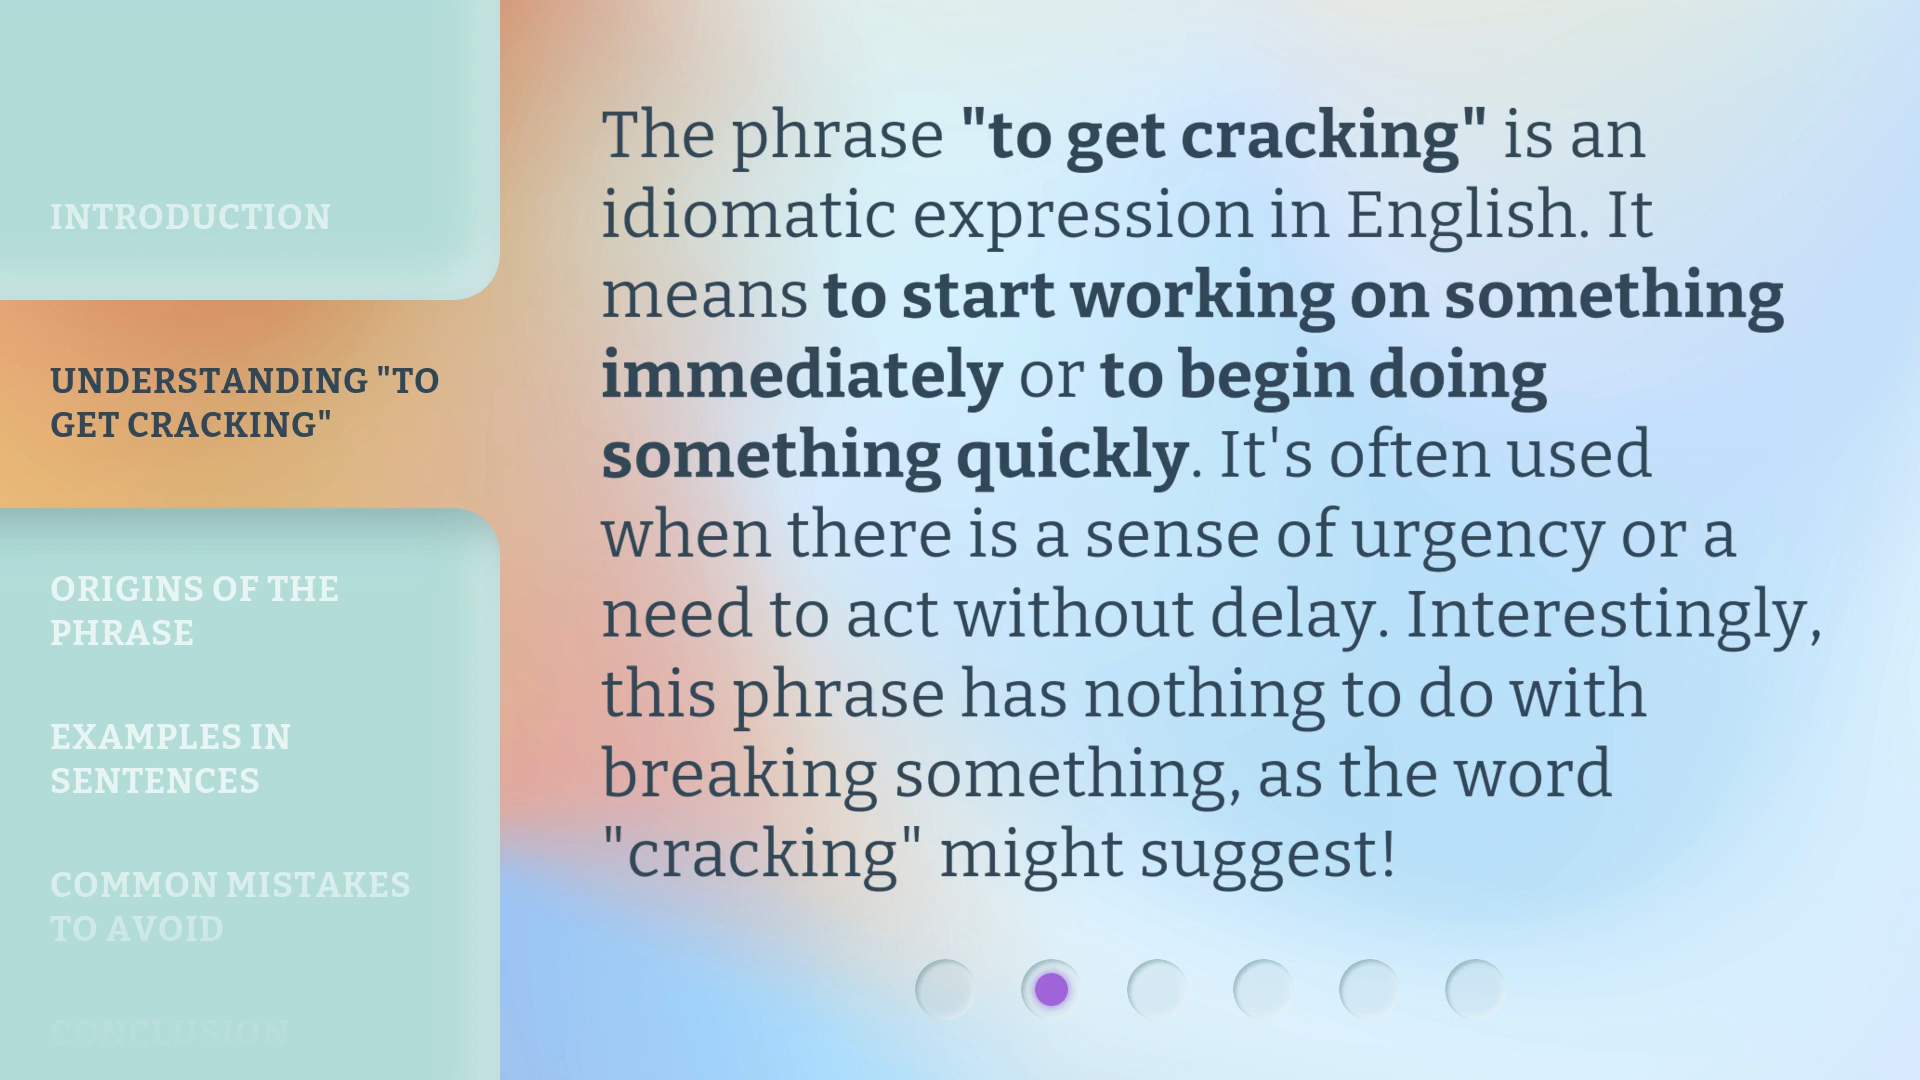 INTRODUCTION
UNDERSTANDING "TO
GET CRACKING"
ORIGINS OF THE
PHRASE
EXAMPLES IN
SENTENCES
COMMON MISTAKES
TO AVOID
CONCLUSION
The phrase "to get cracking" is an
idiomatic expression in English. It
means to start working on something
immediately or to begin doing
something quickly. It's often used
when there is a sense of urgency or a
need to act without delay. Interestingly,
this phrase has nothing to do with
breaking something, as the word
"cracking" might suggest!